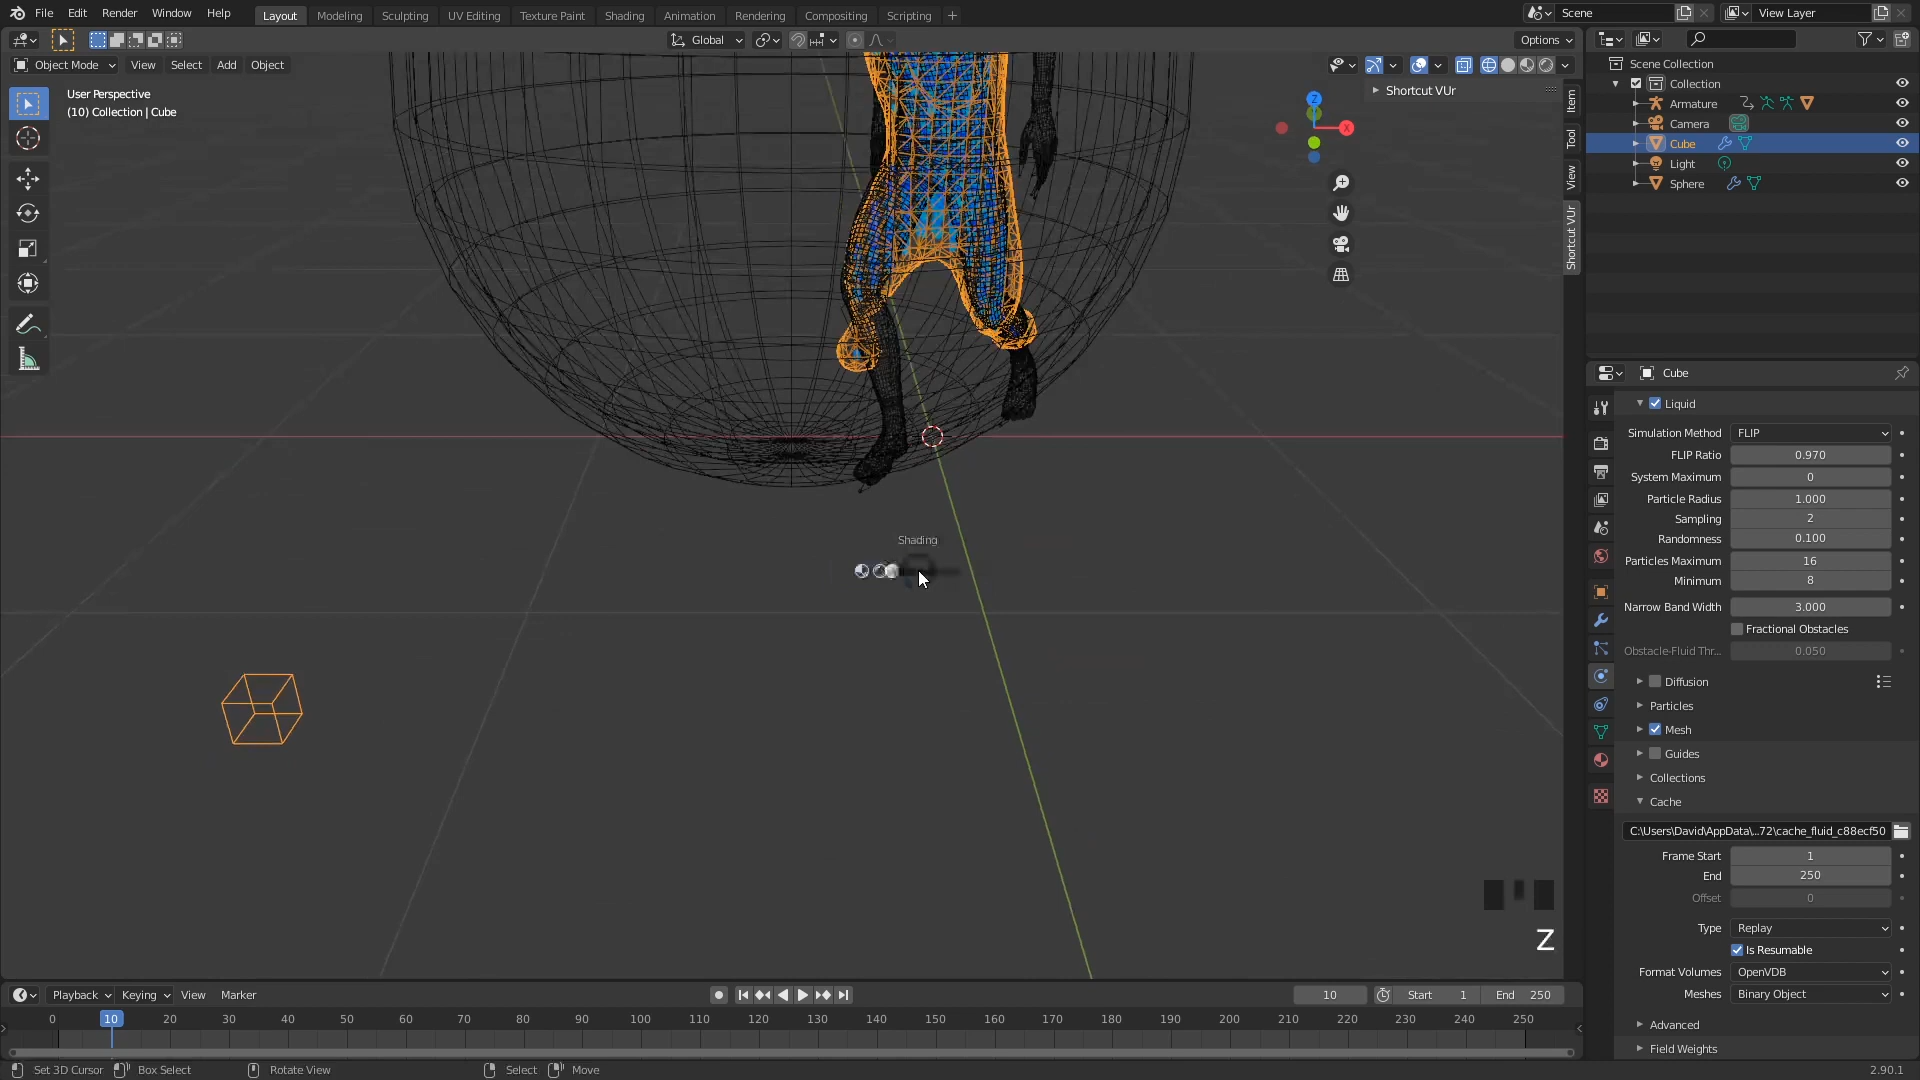 File Edit Render Window Help Layout Modeling Sculpting UV Editing Texture Paint Shading Animation Rendering Compositing Scripting + Scene View Layer
Global Options
Object Mode View Select Add Object
User Perspective
(10) Collection | Cube
Shortcut VUr
Z
X
Item
Tool
View
Shortcut VUr
Scene Collection
Collection
Armature
Camera
Cube
Light
Sphere
Cube
Liquid
Simulation Method FLIP
FLIP Ratio 0.970
System Maximum 0
Particle Radius 1.000
Sampling 2
Randomness 0.100
Particles Maximum 16
Minimum 8
Narrow Band Width 3.000
Fractional Obstacles
Obstacle-Fluid Thr... 0.050
Diffusion
Particles
Mesh
Guides
Collections
Cache
C:\Users\David\AppData\..72\cache_fluid_c88ecf50
Frame Start 1
End 250
Offset 0
Type Replay
Is Resumable
Format Volumes OpenVDB
Meshes Binary Object
Advanced
Field Weights
Shading
Z
Playback Keying View Marker 10 Start 1 End 250
0 10 20 30 40 50 60 70 80 90 100 110 120 130 140 150 160 170 180 190 200 210 220 230 240 250
Set 3D Cursor Box Select Rotate View Select Move 2.90.1